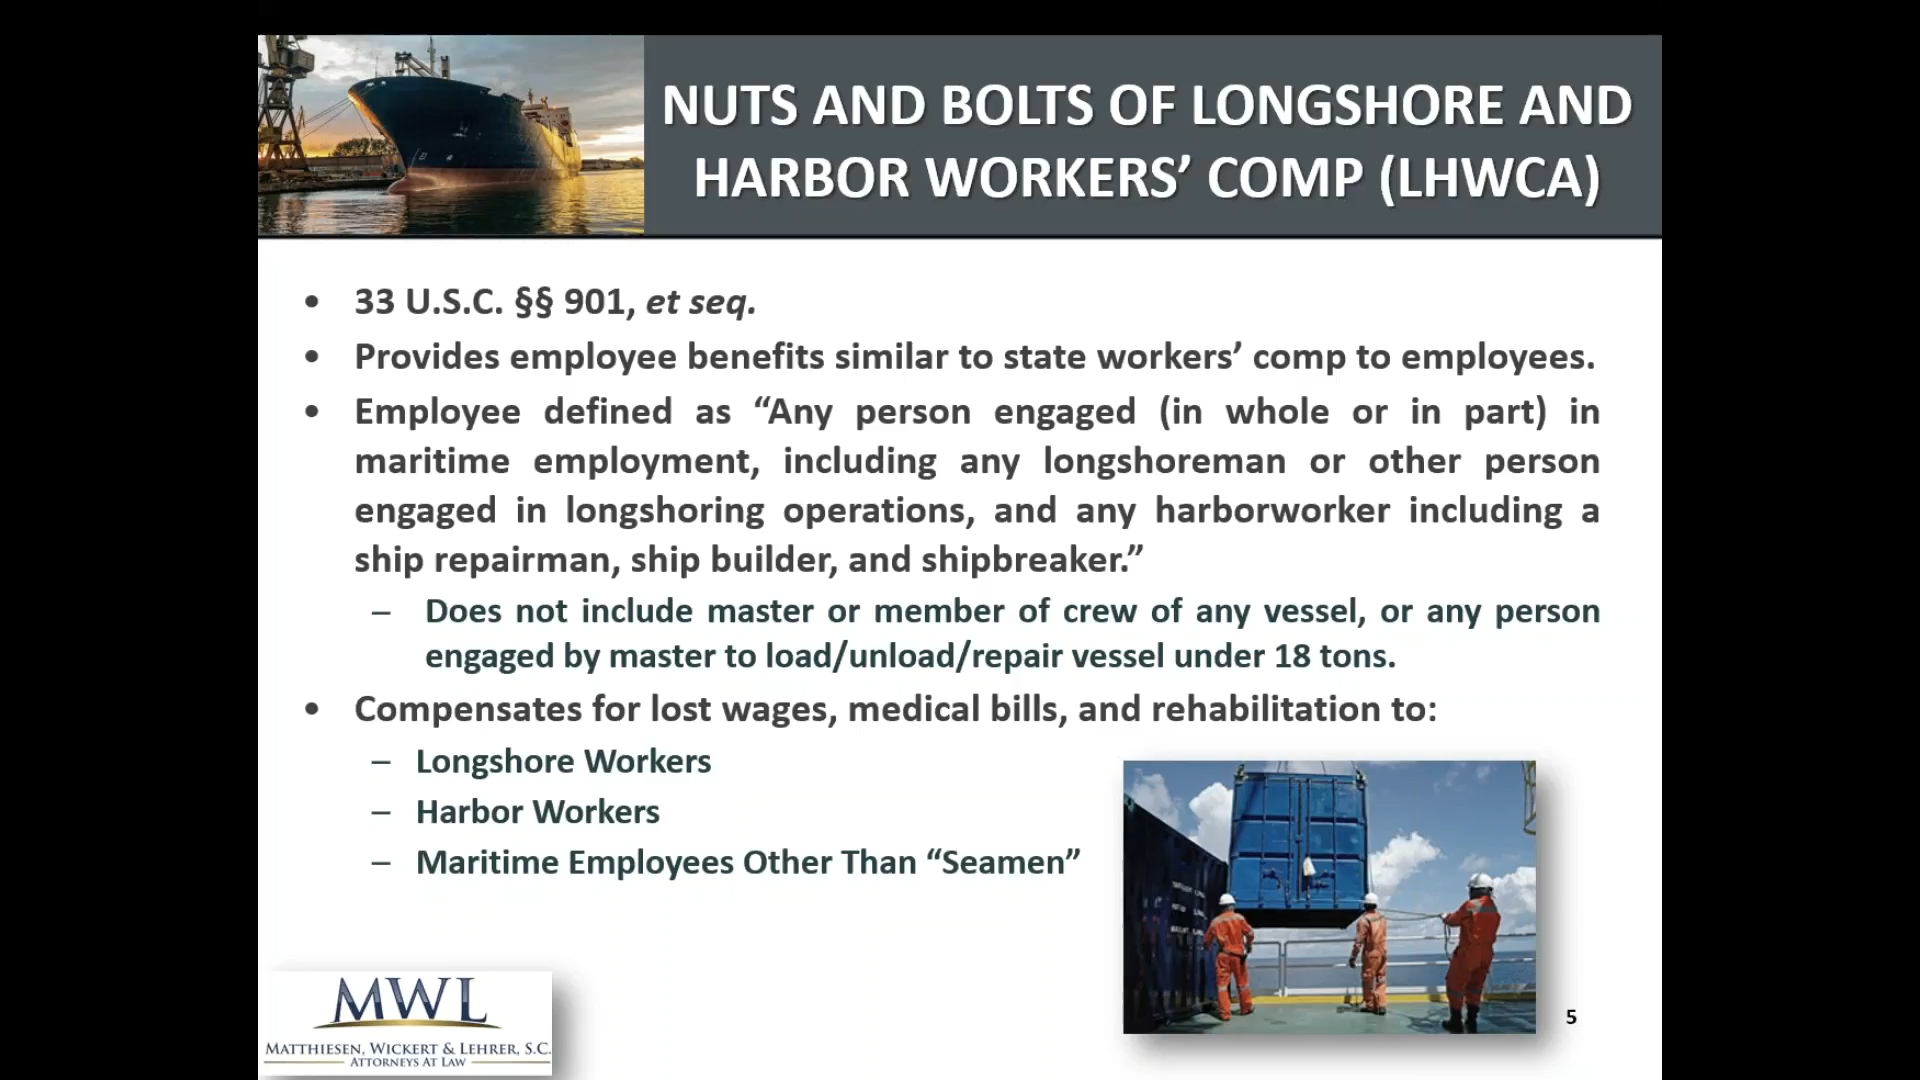 NUTS AND BOLTS OF LONGSHORE AND
HARBOR WORKERS’ COMP (LHWCA)
• 33 U.S.C. §§ 901, et seq.
• Provides employee benefits similar to state workers’ comp to employees.
• Employee defined as “Any person engaged (in whole or in part) in
maritime employment, including any longshoreman or other person
engaged in longshoring operations, and any harborworker including a
ship repairman, ship builder, and shipbreaker.”
– Does not include master or member of crew of any vessel, or any person
engaged by master to load/unload/repair vessel under 18 tons.
• Compensates for lost wages, medical bills, and rehabilitation to:
– Longshore Workers
– Harbor Workers
– Maritime Employees Other Than “Seamen”
MWL
MATTHIESEN, WICKERT & LEHRER, S.C.
ATTORNEYS AT LAW
5